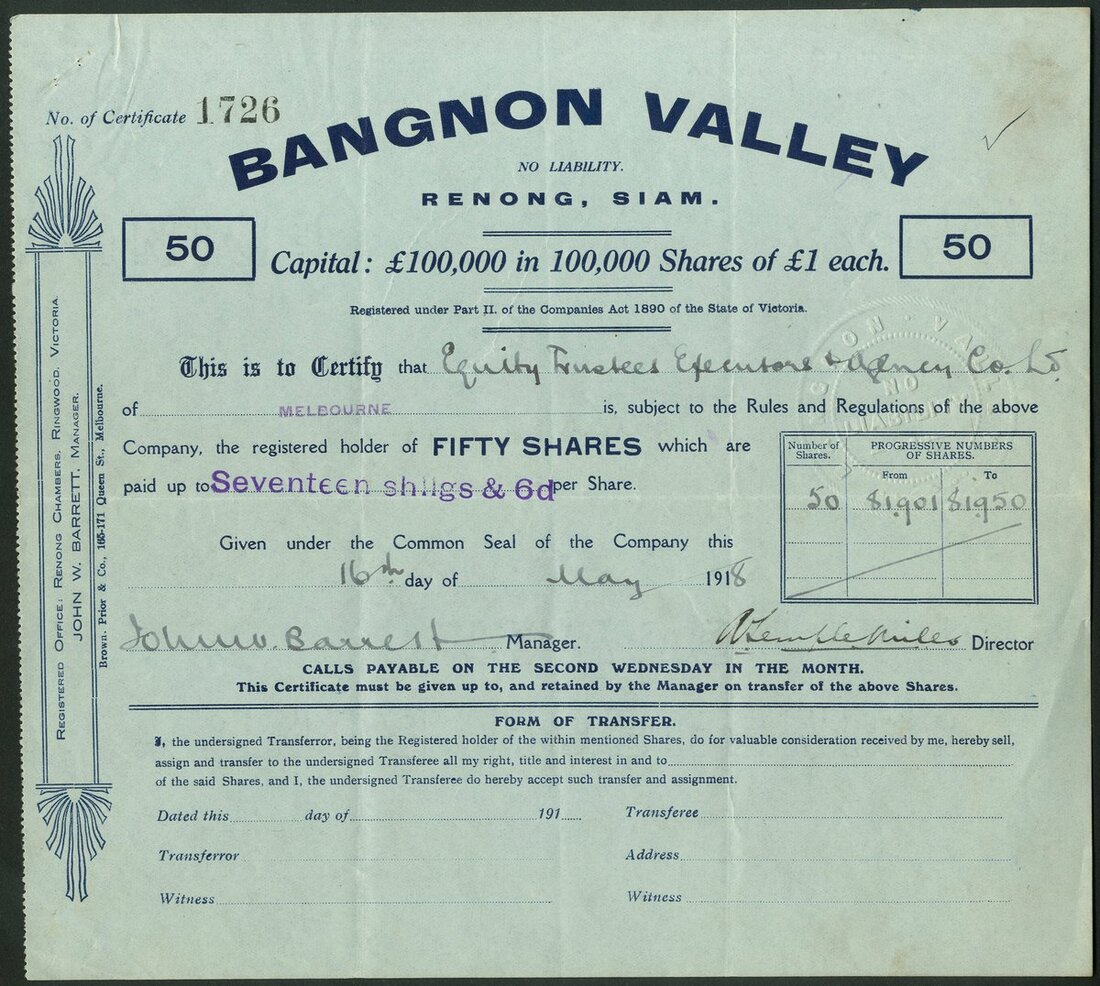 No. of Certificate 1726
BANGNON VALLEY
NO LIABILITY.
RENONG, SIAM.
50
Capital: £100,000 in 100,000 Shares of £1 each.
50
Registered under Part II. of the Companies Act 1890 of the State of Victoria.
This is to Certify that Equity Trustees Executors & Agency Co. Ld.
of MELBOURNE is, subject to the Rules and Regulations of the above
Company, the registered holder of FIFTY SHARES which are
paid up to Seventeen shllgs & 6d per Share.
Number of Shares. PROGRESSIVE NUMBERS OF SHARES.
From To
50 81901 81950
Given under the Common Seal of the Company this
16th day of May 1918
John W. Barrett Manager.
Director
CALLS PAYABLE ON THE SECOND WEDNESDAY IN THE MONTH.
This Certificate must be given up to, and retained by the Manager on transfer of the above Shares.
FORM OF TRANSFER.
I, the undersigned Transferror, being the Registered holder of the within mentioned Shares, do for valuable consideration received by me, hereby sell,
assign and transfer to the undersigned Transferee all my right, title and interest in and to
of the said Shares, and I, the undersigned Transferee do hereby accept such transfer and assignment.
Dated this day of 191
Transferee
Transferror
Address
Witness
Witness
REGISTERED OFFICE: RENONG CHAMBERS, RINGWOOD, VICTORIA.
JOHN W. BARRETT, MANAGER.
Brown, Prior & Co., 165-171 Queen St., Melbourne.